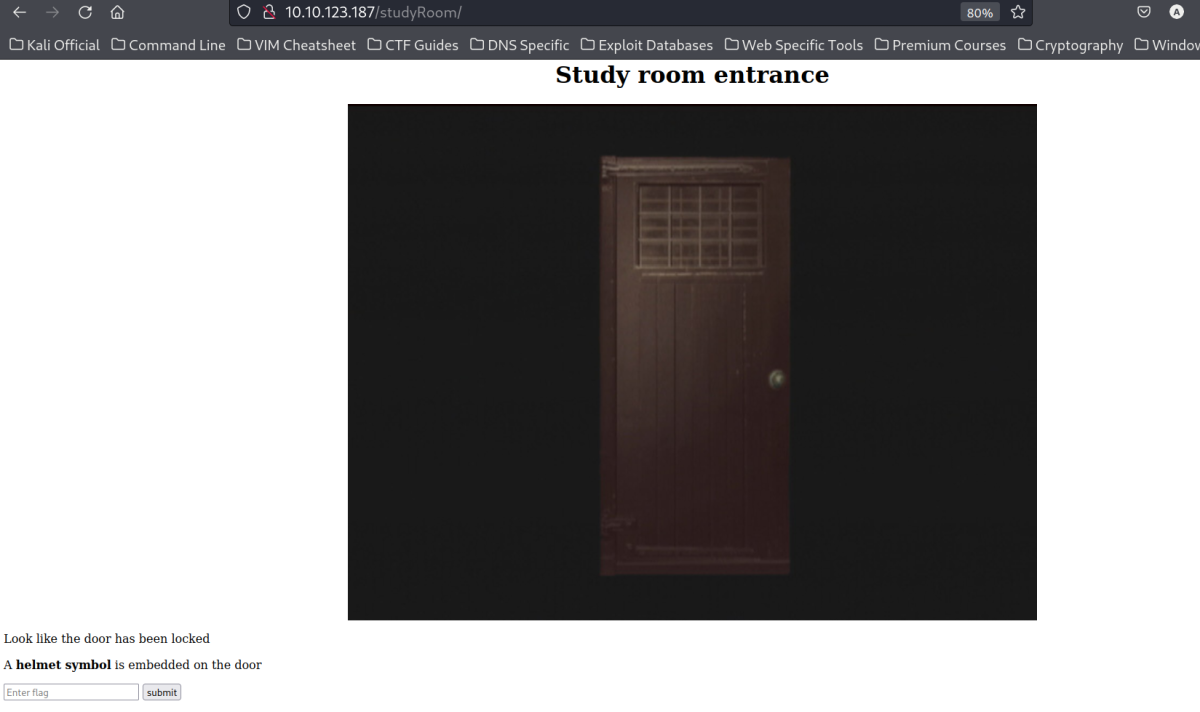 10.10.123.187/studyRoom/
80%
A
Kali Official Command Line VIM Cheatsheet CTF Guides DNS Specific Exploit Databases Web Specific Tools Premium Courses Cryptography Window
Study room entrance
Look like the door has been locked
A helmet symbol is embedded on the door
Enter flag submit